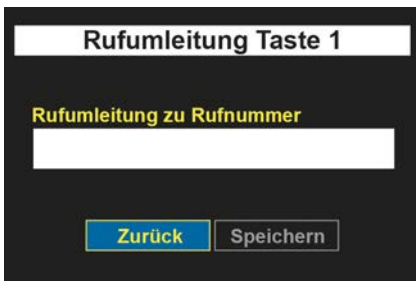 Rufumleitung Taste 1
Rufumleitung zu Rufnummer
Zurück Speichern